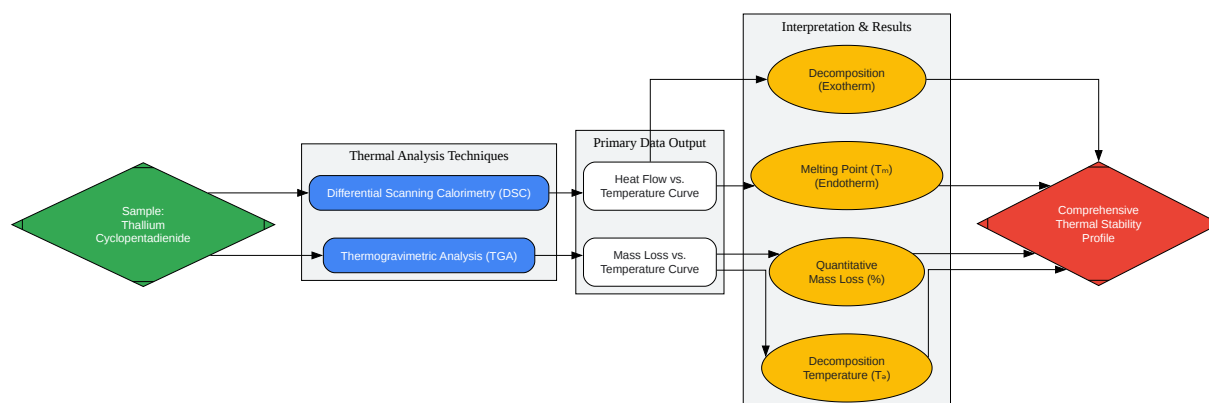 Interpretation & Results
Decomposition
(Exotherm)
Thermal Analysis Techniques
Primary Data Output
Differential Scanning Calorimetry (DSC)
Heat Flow vs.
Temperature Curve
Melting Point (Tₘ)
(Endotherm)
Sample:
Thallium
Cyclopentadienide
Comprehensive
Thermal Stability
Profile
Thermogravimetric Analysis (TGA)
Mass Loss vs.
Temperature Curve
Quantitative
Mass Loss (%)
Decomposition
Temperature (Tₔ)